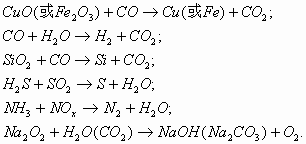 CuO(或Fe₂O₃) + CO → Cu(或Fe) + CO₂;
CO + H₂O → H₂ + CO₂;
SiO₂ + CO → Si + CO₂;
H₂S + SO₂ → S + H₂O;
NH₃ + NOₓ → N₂ + H₂O;
Na₂O₂ + H₂O(CO₂) → NaOH(Na₂CO₃) + O₂.